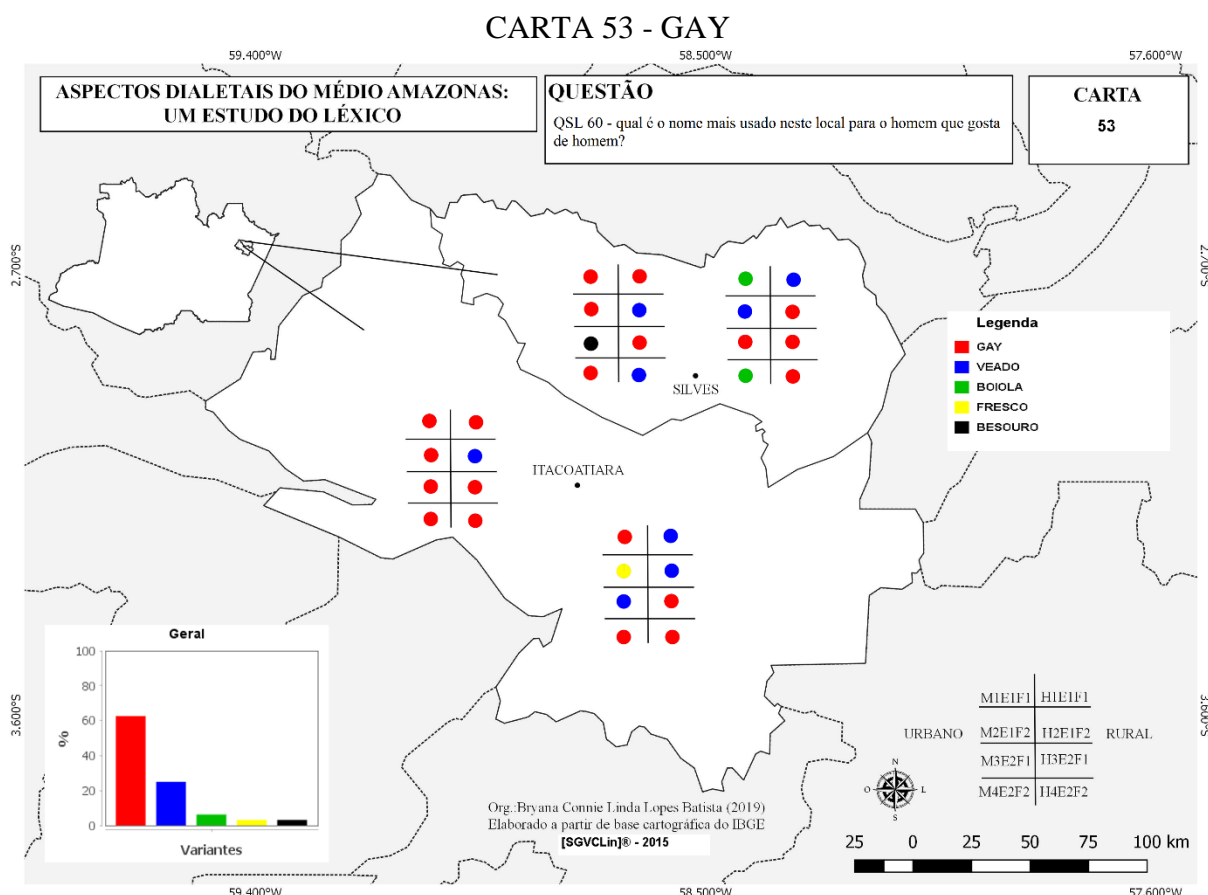 CARTA 53 - GAY
59.400°W
58.500°W
57.600°W
ASPECTOS DIALETAIS DO MÉDIO AMAZONAS:
UM ESTUDO DO LÉXICO
QUESTÃO
QSL 60 - qual é o nome mais usado neste local para o homem que gosta
de homem?
CARTA
53
2.700°S
2.700°S
Legenda
GAY
VEADO
BOIOLA
FRESCO
BESOURO
SILVES
ITACOATIARA
Geral
100
80
60
40
20
0
%
Variantes
3.600°S
3.600°S
M1E1F1 H1E1F1
URBANO M2E1F2 H2E1F2 RURAL
M3E2F1 H3E2F1
M4E2F2 H4E2F2
N
O L
S
Org.:Bryana Connie Linda Lopes Batista (2019)
Elaborado a partir de base cartográfica do IBGE
[SGVCLin]® - 2015
25 0 25 50 75 100 km
59.400°W
58.500°W
57.600°W